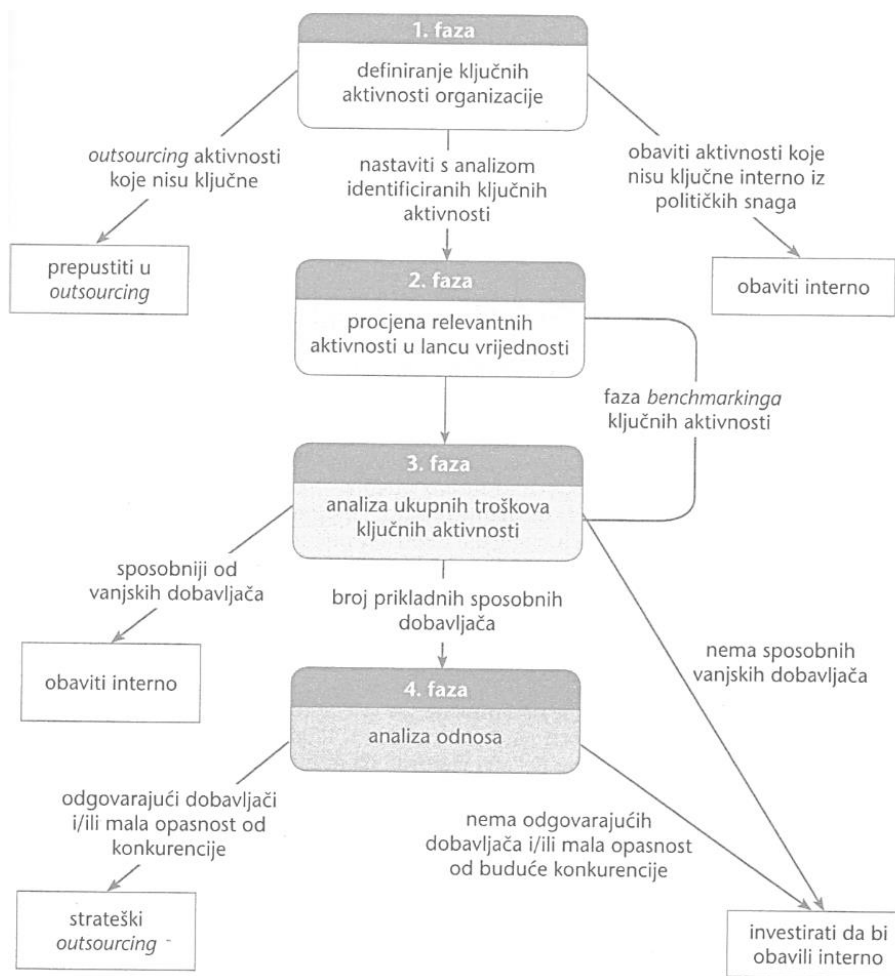 1. faza
definiranje ključnih
aktivnosti organizacije
outsourcing aktivnosti
koje nisu ključne
nastaviti s analizom
identificiranih ključnih
aktivnosti
obaviti aktivnosti koje
nisu ključne interno iz
političkih snaga
prepustiti u
outsourcing
obaviti interno
2. faza
procjena relevantnih
aktivnosti u lancu vrijednosti
faza benchmarkinga
ključnih aktivnosti
3. faza
analiza ukupnih troškova
ključnih aktivnosti
sposobniji od
vanjskih dobavljača
broj prikladnih sposobnih
dobavljača
nema sposobnih
vanjskih dobavljača
obaviti interno
4. faza
analiza odnosa
odgovarajući dobavljači
i/ili mala opasnost od
konkurencije
nema odgovarajućih
dobavljača i/ili mala opasnost
od buduće konkurencije
strateški
outsourcing
investirati da bi
obavili interno